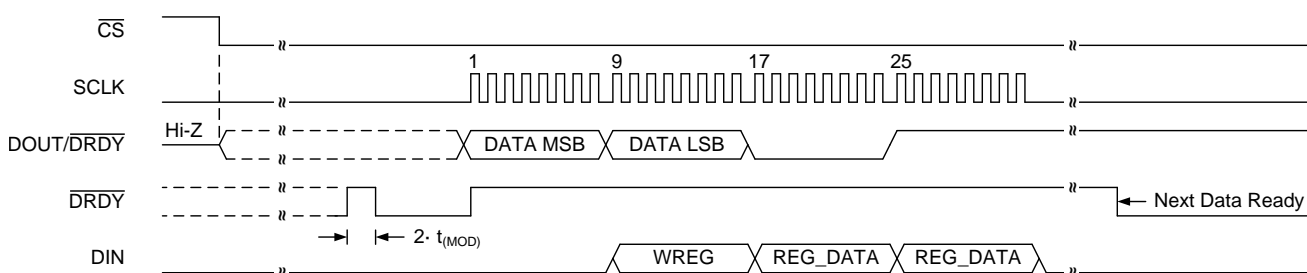 CS
1 9 17 25
SCLK
Hi-Z
DOUT/DRDY DATA MSB DATA LSB
DRDY Next Data Ready
2· t(MOD)
DIN WREG REG_DATA REG_DATA